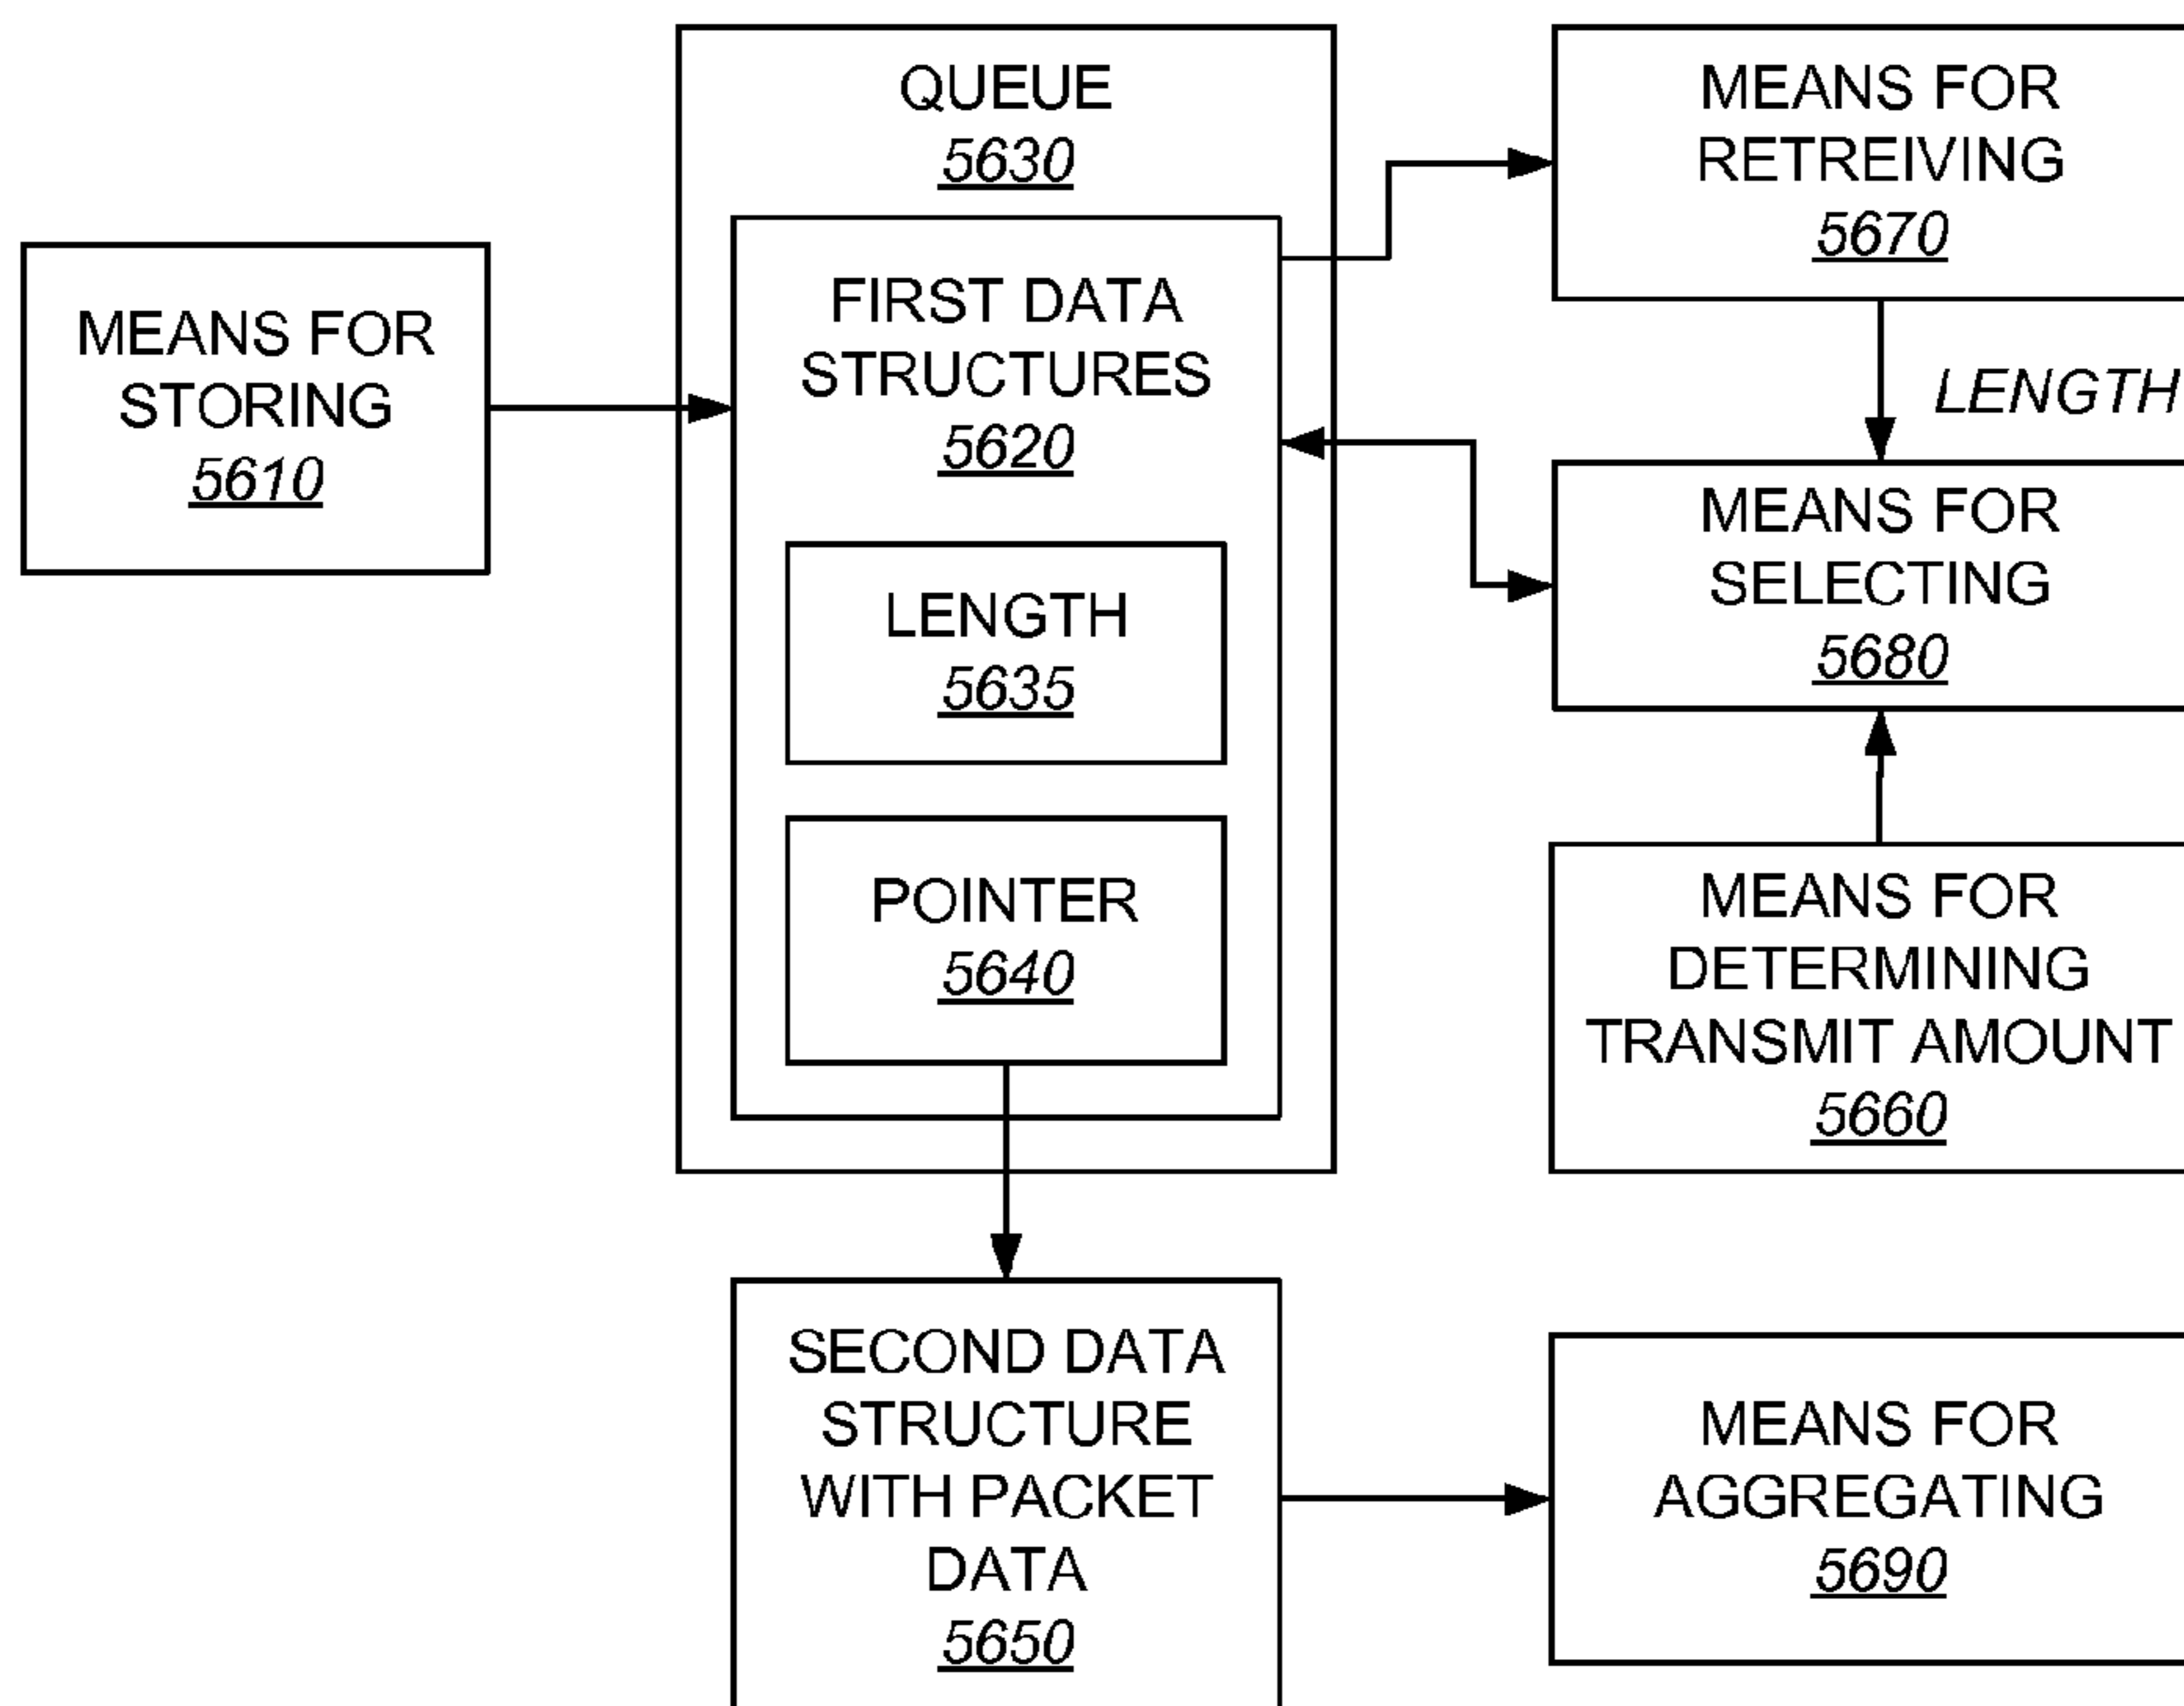 QUEUE
5630
MEANS FOR
STORING
5610
FIRST DATA
STRUCTURES
5620
LENGTH
5635
POINTER
5640
SECOND DATA
STRUCTURE
WITH PACKET
DATA
5650
MEANS FOR
RETREIVING
5670
LENGTH
MEANS FOR
SELECTING
5680
MEANS FOR
DETERMINING
TRANSMIT AMOUNT
5660
MEANS FOR
AGGREGATING
5690